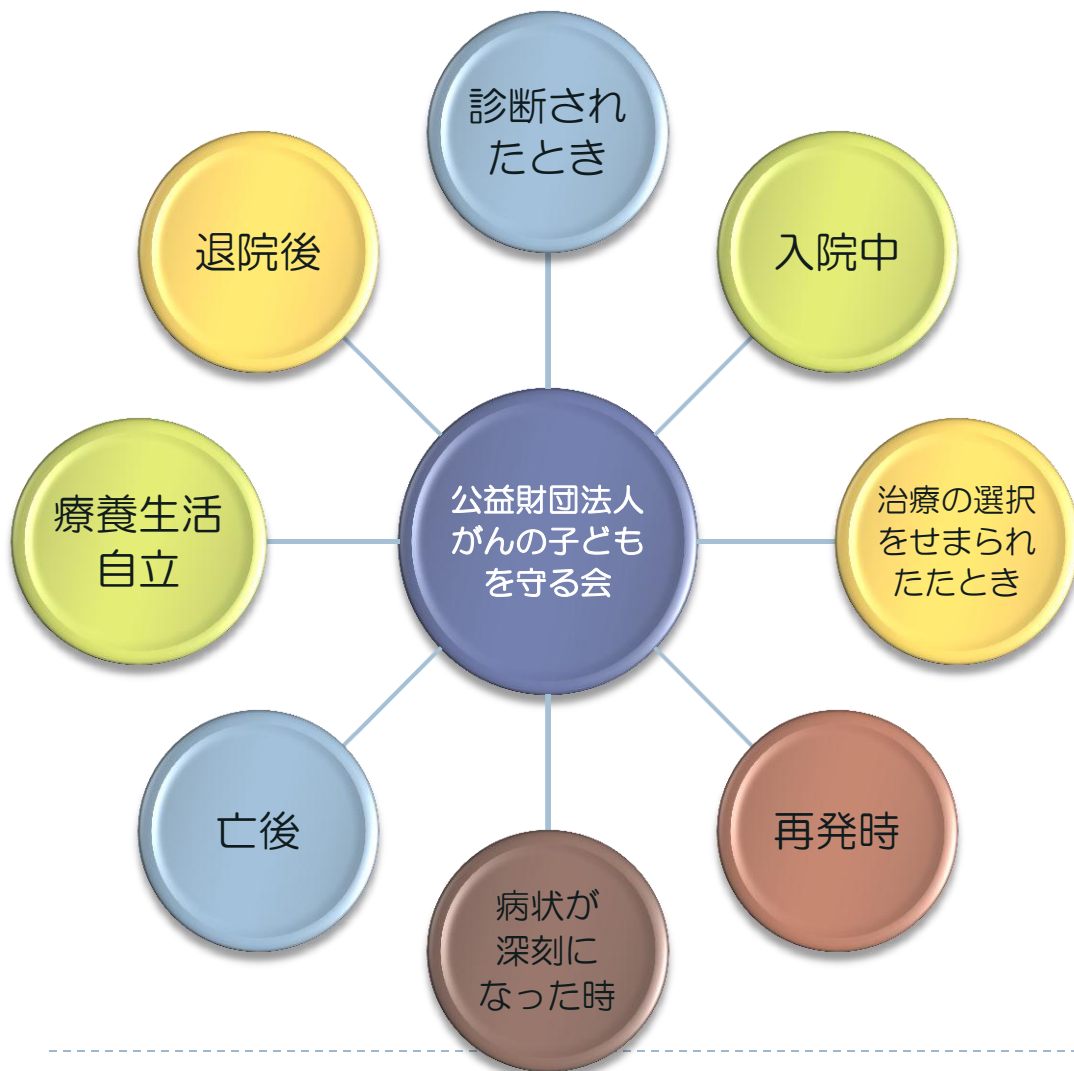 診断され
たとき
入院中
治療の選択
をせまられ
たたとき
再発時
病状が
深刻に
なった時
亡後
療養生活
自立
退院後
公益財団法人
がんの子ども
を守る会